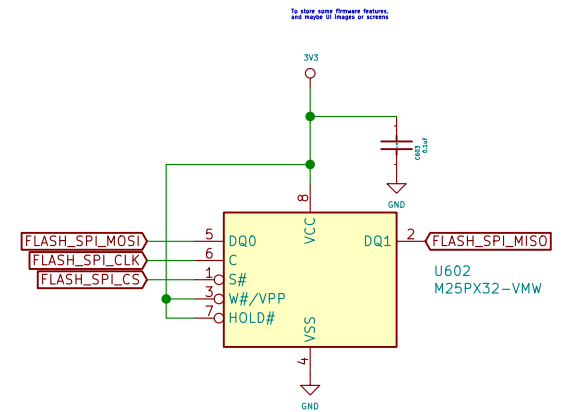 To store some firmware features,
and maybe UI images or screens
3V3
C603
0.1uF
GND
8
VCC
FLASH_SPI_MOSI 5 DQ0 DQ1 2 FLASH_SPI_MISO
FLASH_SPI_CLK 6 C
FLASH_SPI_CS 1 S#
3 W#/VPP
7 HOLD#
U602
M25PX32-VMW
VSS
4
GND